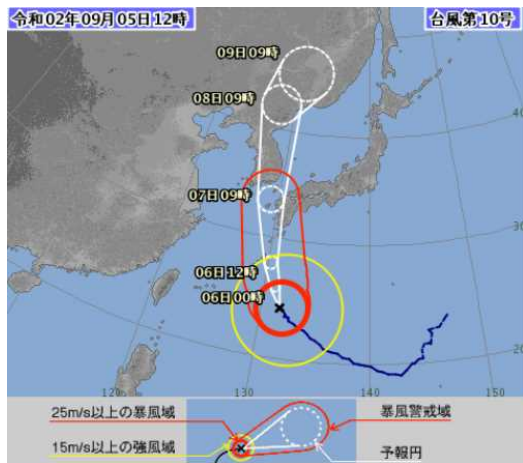 令和02年09月05日12時
台風第10号
09日09時
08日09時
07日09時
06日12時
06日00時
40
30
20
120
130
140
150
25m/s以上の暴風域
暴風警戒域
15m/s以上の強風域
予報円